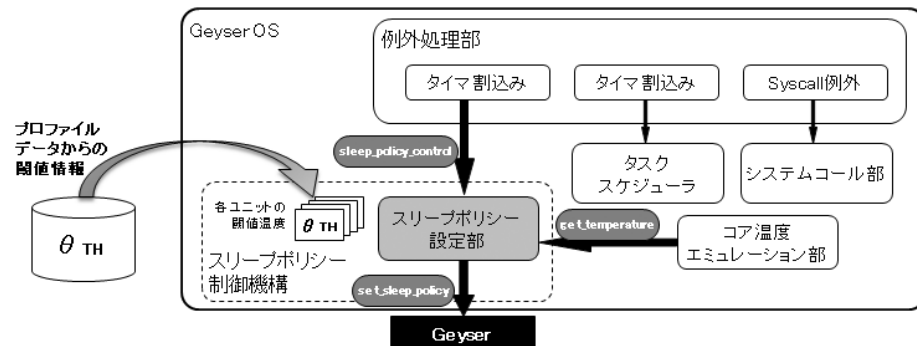 GeyserOS
例外処理部
タイマ割込み
タイマ割込み
Syscall例外
プロファイル
データからの
閾値情報
sleep_policy_control
タスク
スケジューラ
システムコール部
各ユニットの
閾値温度
θ TH
スリープポリシー
設定部
get_temperature
コア温度
エミュレーション部
θ TH
スリープポリシー
制御機構
set_sleep_policy
Geyser